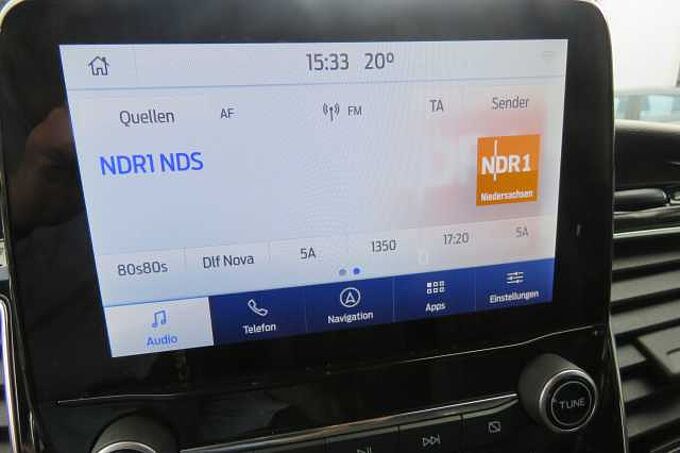 15:33 20º
Quellen AF FM TA Sender
NDR1 NDS
NDR1
Niedersachsen
80s80s Dlf Nova 5A 1350 17:20 5A
Audio Telefon Navigation Apps Einstellungen
TUNE